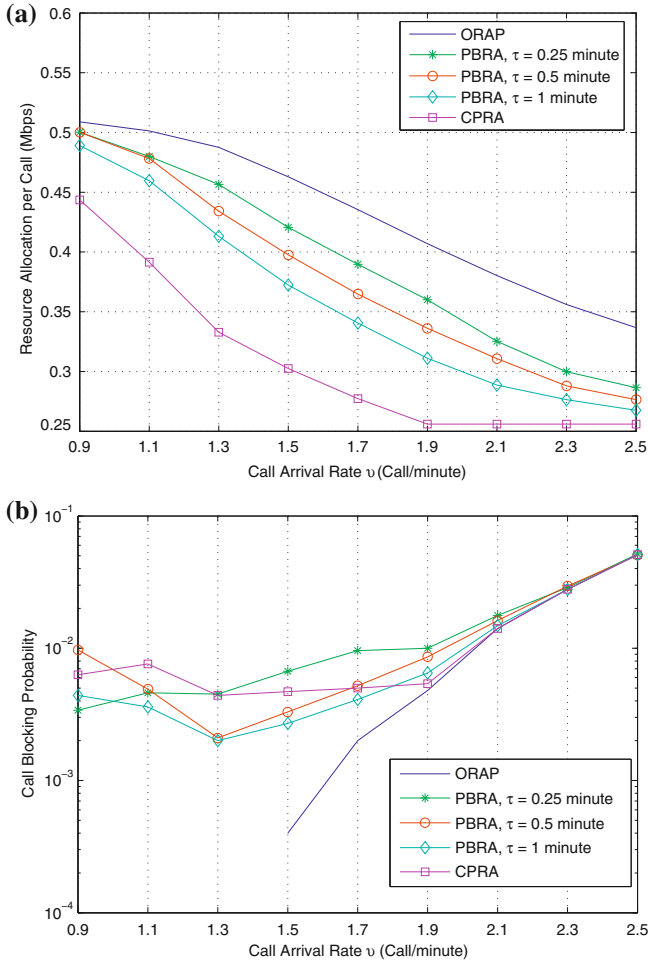 (a)
0.6
0.55
0.5
0.45
0.4
0.35
0.3
0.25
Resource Allocation per Call (Mbps)
ORAP
PBRA, τ = 0.25 minute
PBRA, τ = 0.5 minute
PBRA, τ = 1 minute
CPRA
0.9 1.1 1.3 1.5 1.7 1.9 2.1 2.3 2.5
Call Arrival Rate υ (Call/minute)
(b)
10⁻¹
10⁻²
10⁻³
10⁻⁴
Call Blocking Probability
ORAP
PBRA, τ = 0.25 minute
PBRA, τ = 0.5 minute
PBRA, τ = 1 minute
CPRA
0.9 1.1 1.3 1.5 1.7 1.9 2.1 2.3 2.5
Call Arrival Rate υ (Call/minute)